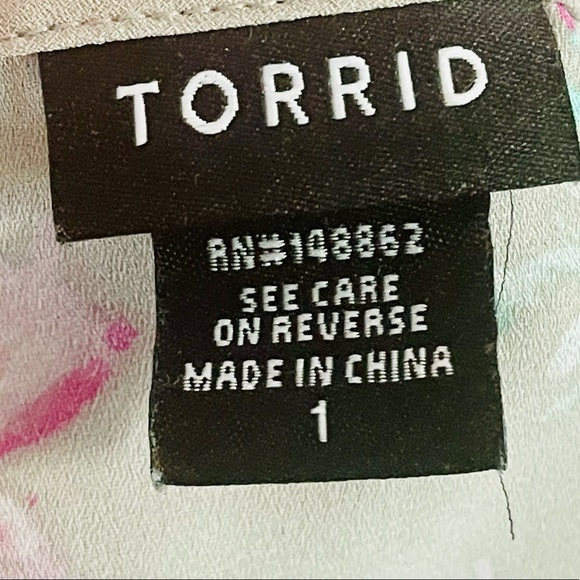 TORRID
RN#148862
SEE CARE
ON REVERSE
MADE IN CHINA
1